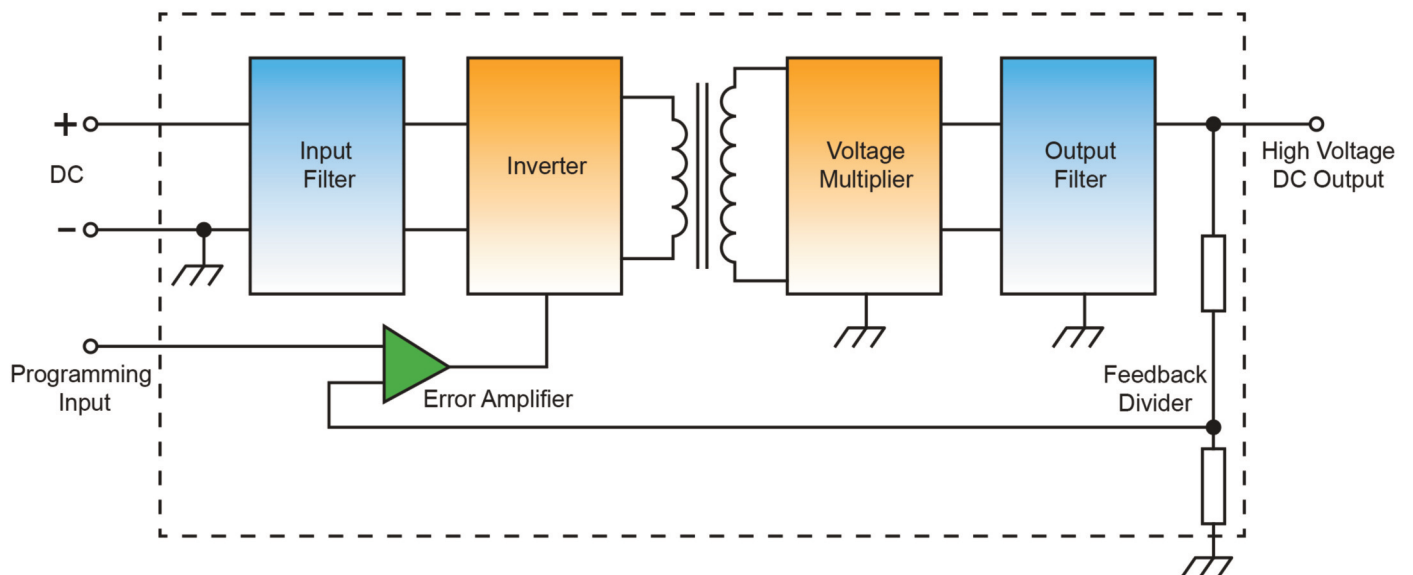 +
DC
−
Input
Filter
Inverter
Voltage
Multiplier
Output
Filter
High Voltage
DC Output
Programming
Input
Error Amplifier
Feedback
Divider